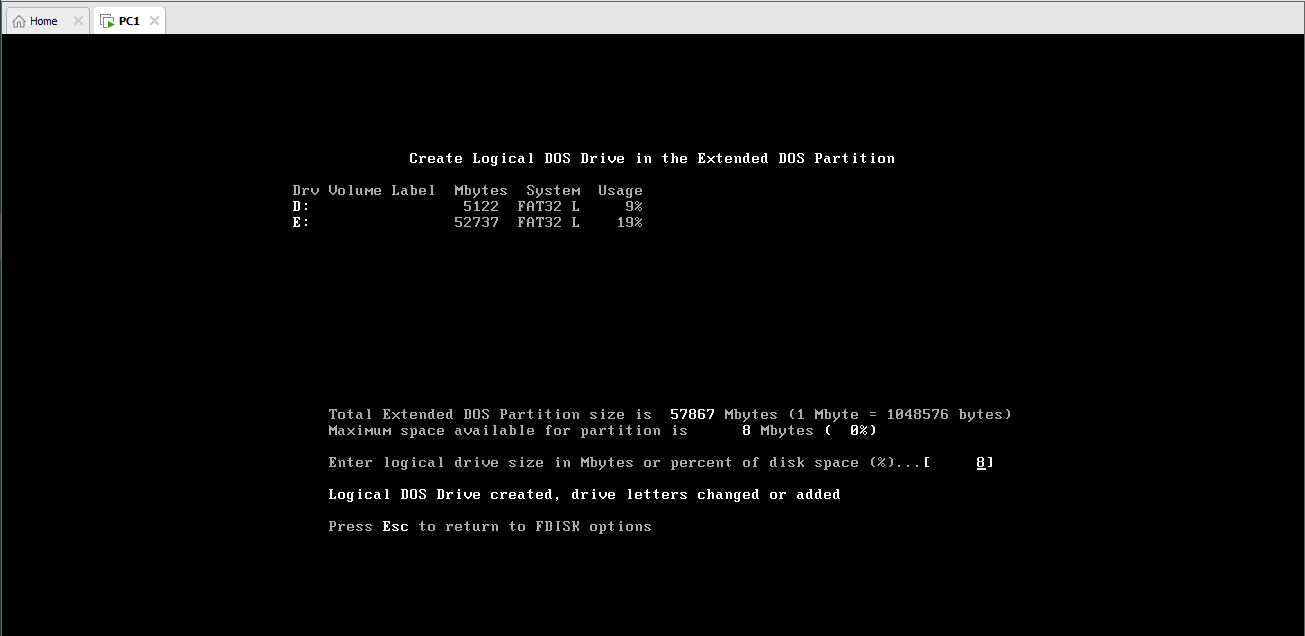 Home
PC1
Create Logical DOS Drive in the Extended DOS Partition
Drv Volume Label  Mbytes  System  Usage
D:                 5122  FAT32 L     9%
E:                52737  FAT32 L    19%
Total Extended DOS Partition size is  57867 Mbytes (1 Mbyte = 1048576 bytes)
Maximum space available for partition is      8 Mbytes (  0%)
Enter logical drive size in Mbytes or percent of disk space (%)...[     8]
Logical DOS Drive created, drive letters changed or added
Press Esc to return to FDISK options